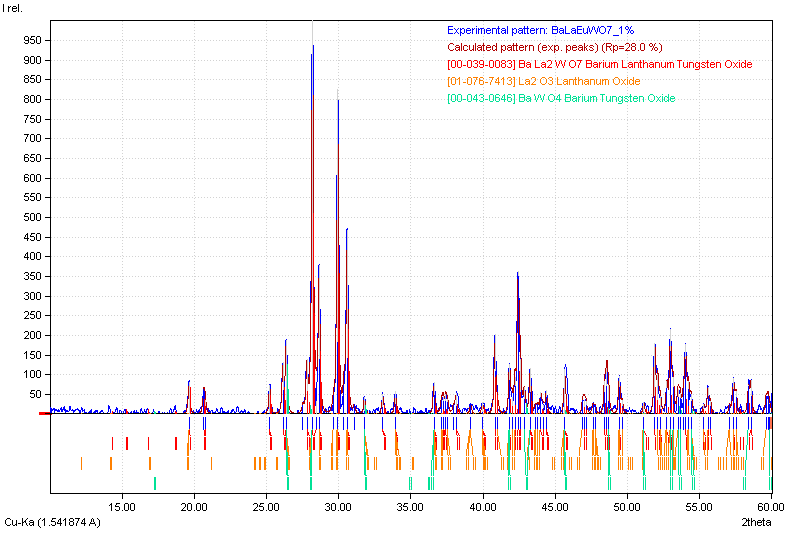 I rel.
Experimental pattern: BaLaEuWO7_1%
Calculated pattern (exp. peaks) (Rp=28.0 %)
[00-039-0083] Ba La2 W O7 Barium Lanthanum Tungsten Oxide
[01-076-7413] La2 O3 Lanthanum Oxide
[00-043-0646] Ba W O4 Barium Tungsten Oxide
950
900
850
800
750
700
650
600
550
500
450
400
350
300
250
200
150
100
50
15.00 20.00 25.00 30.00 35.00 40.00 45.00 50.00 55.00 60.00
Cu-Ka (1.541874 A) 2theta